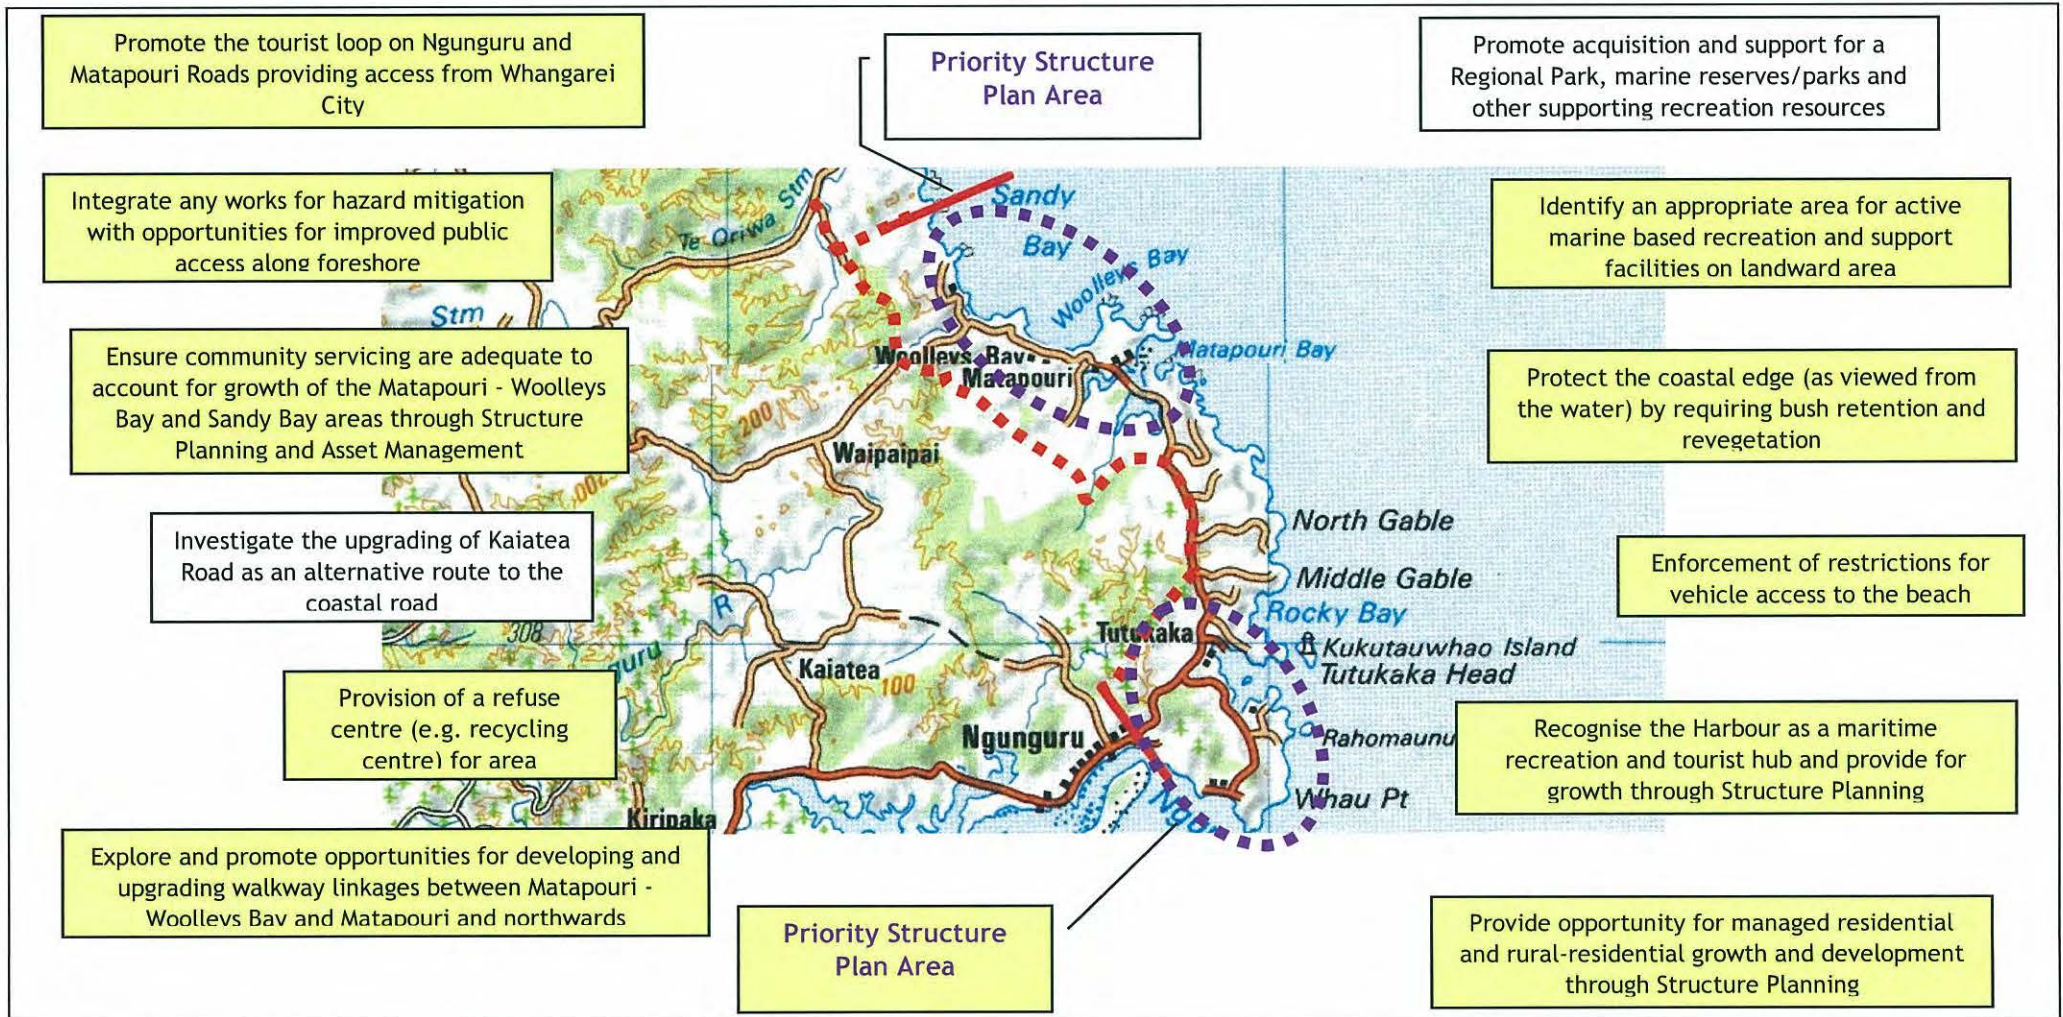 Promote the tourist loop on Ngunguru and
Matapouri Roads providing access from Whangarei
City
Priority Structure
Plan Area
Promote acquisition and support for a
Regional Park, marine reserves/parks and
other supporting recreation resources
Integrate any works for hazard mitigation
with opportunities for improved public
access along foreshore
Identify an appropriate area for active
marine based recreation and support
facilities on landward area
Ensure community servicing are adequate to
account for growth of the Matapouri - Woolleys
Bay and Sandy Bay areas through Structure
Planning and Asset Management
Protect the coastal edge (as viewed from
the water) by requiring bush retention and
revegetation
Investigate the upgrading of Kaiatea
Road as an alternative route to the
coastal road
Enforcement of restrictions for
vehicle access to the beach
Provision of a refuse
centre (e.g. recycling
centre) for area
Recognise the Harbour as a maritime
recreation and tourist hub and provide for
growth through Structure Planning
Explore and promote opportunities for developing and
upgrading walkway linkages between Matapouri -
Woolleys Bay and Matapouri and northwards
Priority Structure
Plan Area
Provide opportunity for managed residential
and rural-residential growth and development
through Structure Planning
Te Oriwa Stm
Sandy
Bay
Woolleys Bay
Stm
Woolleys Bay
Matapouri Bay
Matapouri
200
Waipaipai
North Gable
Middle Gable
Rocky Bay
R
308
Tutukaka
Kukutauwhao Island
Tutukaka Head
Kaiatea
100
Ngunguru
Rahomaunu
Whau Pt
Kiripaka